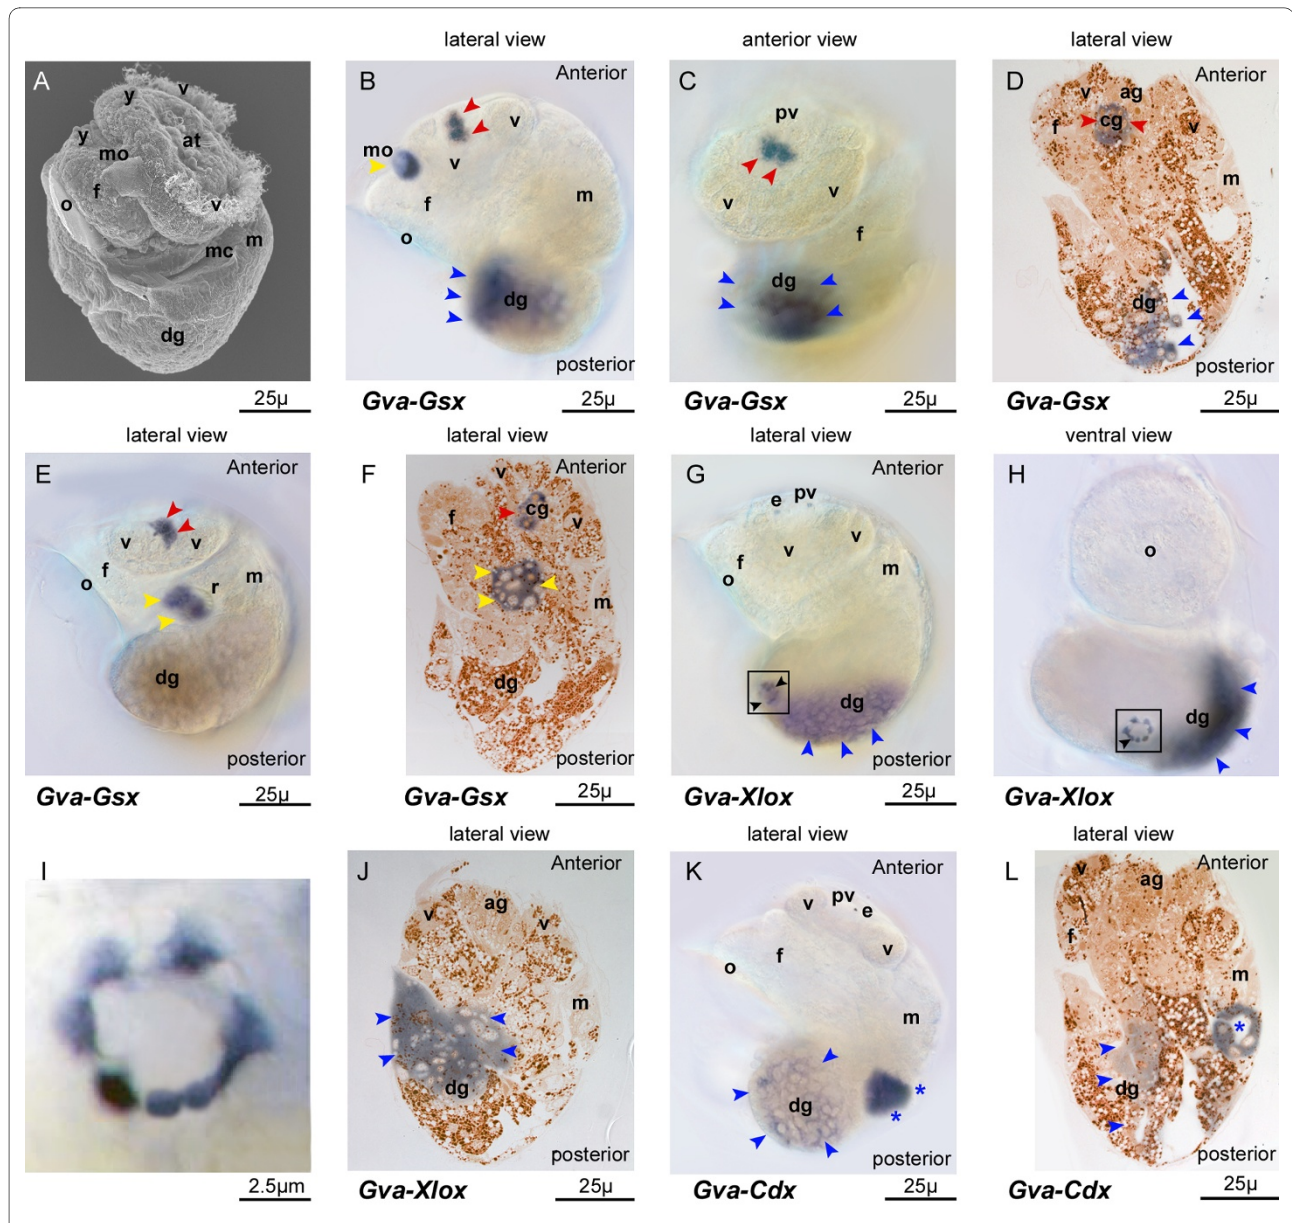 lateral view
anterior view
lateral view
A
y
v
y
at
mo
f
o
v
mc
m
dg
25µ
B
Anterior
v
mo
v
f
m
o
dg
posterior
Gva-Gsx
25µ
C
pv
v
v
f
dg
Gva-Gsx
25µ
D
Anterior
v
ag
f
cg
v
m
dg
posterior
Gva-Gsx
25µ
lateral view
lateral view
lateral view
ventral view
E
Anterior
v
v
f
o
r
m
dg
posterior
Gva-Gsx
25µ
F
Anterior
v
f
cg
v
m
dg
posterior
Gva-Gsx
25µ
G
Anterior
e
pv
f
v
v
o
m
dg
posterior
Gva-Xlox
25µ
H
o
dg
Gva-Xlox
25µ
lateral view
lateral view
lateral view
I
2.5µm
J
Anterior
v
ag
v
m
dg
posterior
Gva-Xlox
25µ
K
Anterior
v
pv
e
f
v
o
m
dg
*
*
posterior
Gva-Cdx
25µ
L
Anterior
v
ag
f
m
*
dg
posterior
Gva-Cdx
25µ